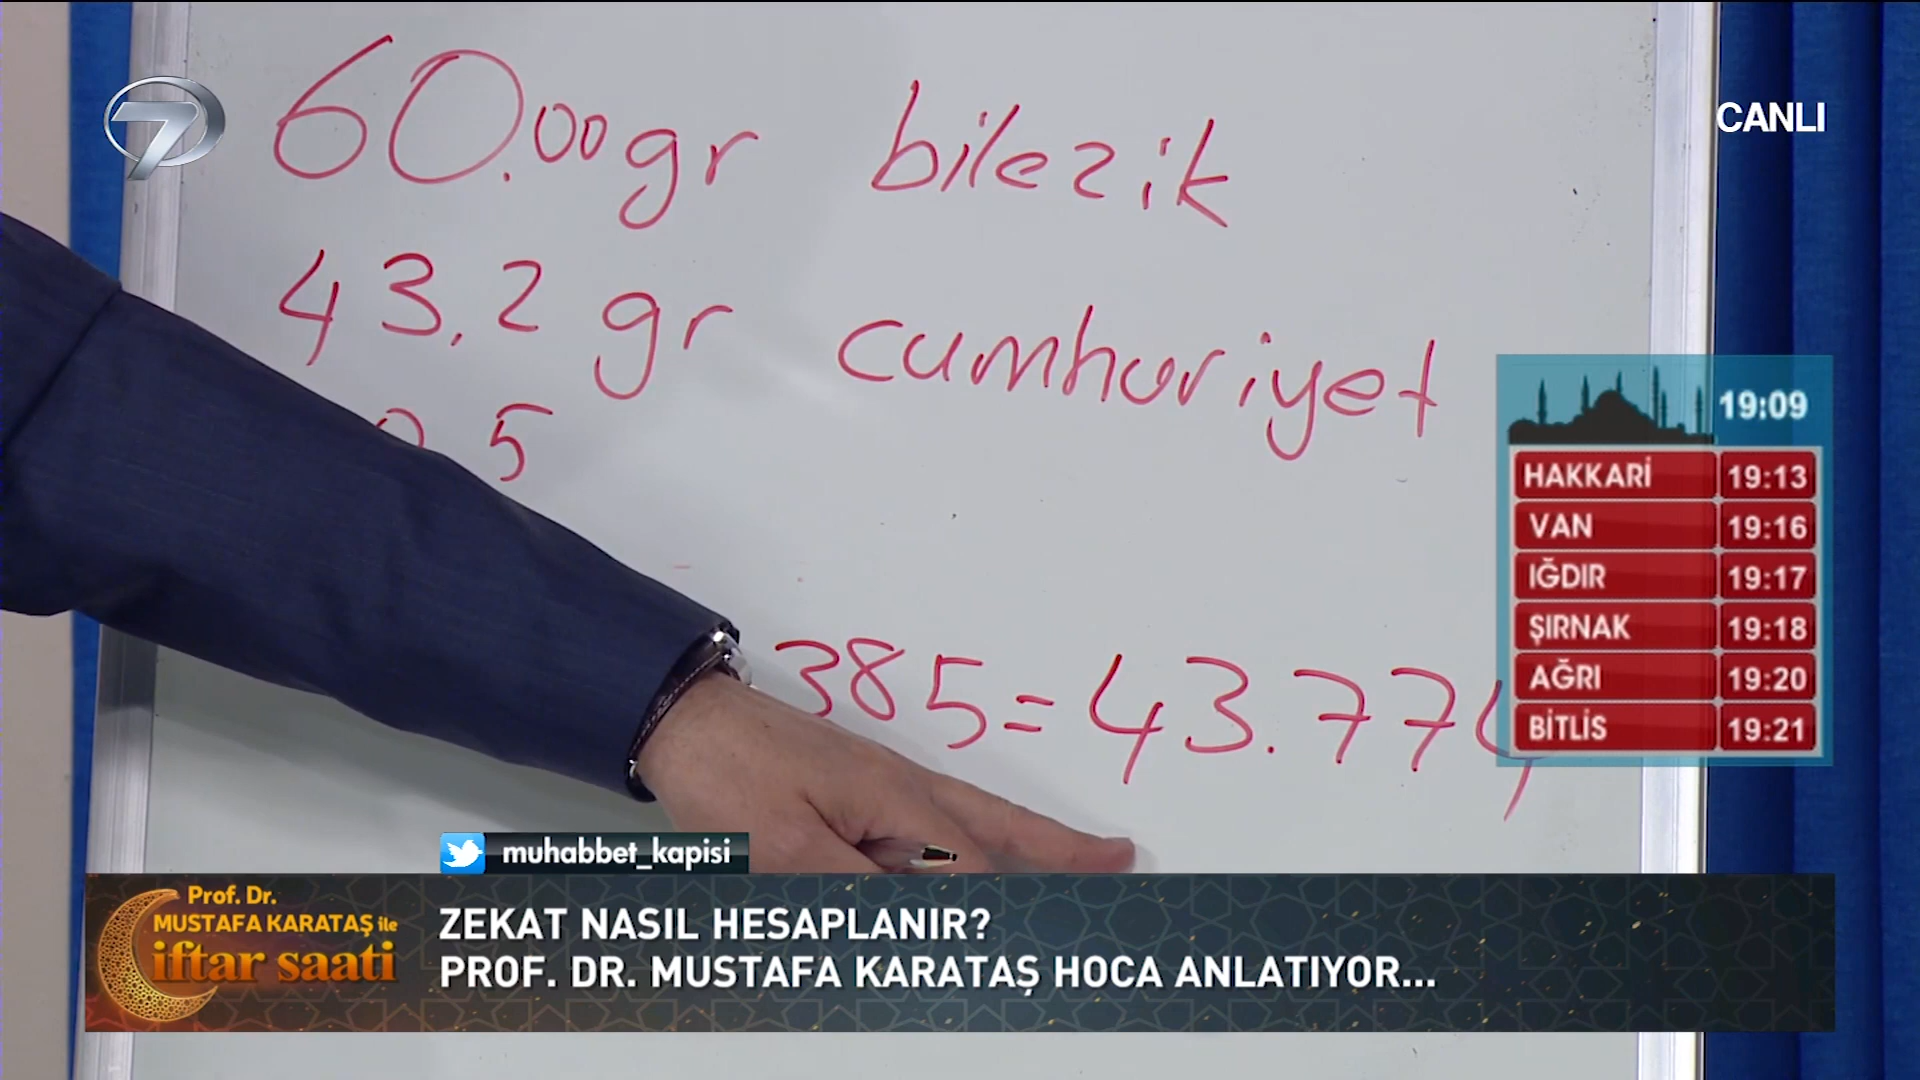 60.00gr bilezik
7
CANLI
43,2 gr cumhuriyet
5
385=43.77
19:09
HAKKARİ 19:13
VAN 19:16
IĞDIR 19:17
ŞIRNAK 19:18
AĞRI 19:20
BİTLİS 19:21
muhabbet_kapisi
Prof. Dr.
MUSTAFA KARATAŞ ile
iftar saati
ZEKAT NASIL HESAPLANIR?
PROF. DR. MUSTAFA KARATAŞ HOCA ANLATIYOR...